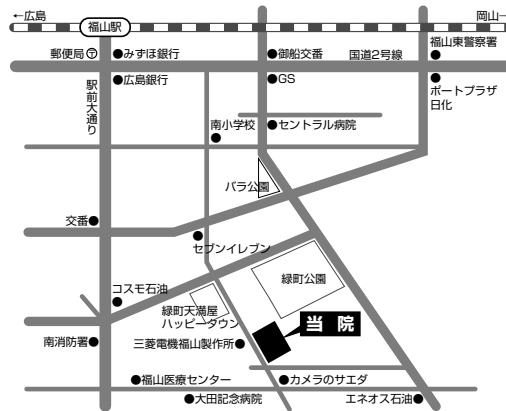 ←広島
岡山→
福山駅
郵便局〒
●みずほ銀行
●御船交番
国道2号線
福山東警察署
●
●広島銀行
●GS
●
ポートプラザ
日化
駅前大通り
南小学校
●
●セントラル病院
バラ公園
交番●
●
セブンイレブン
コスモ石油
●
緑町公園
緑町天満屋
ハッピータウン
当院
南消防署●
三菱電機福山製作所●
●福山医療センター
●カメラのサエダ
●大田記念病院
エネオス石油●